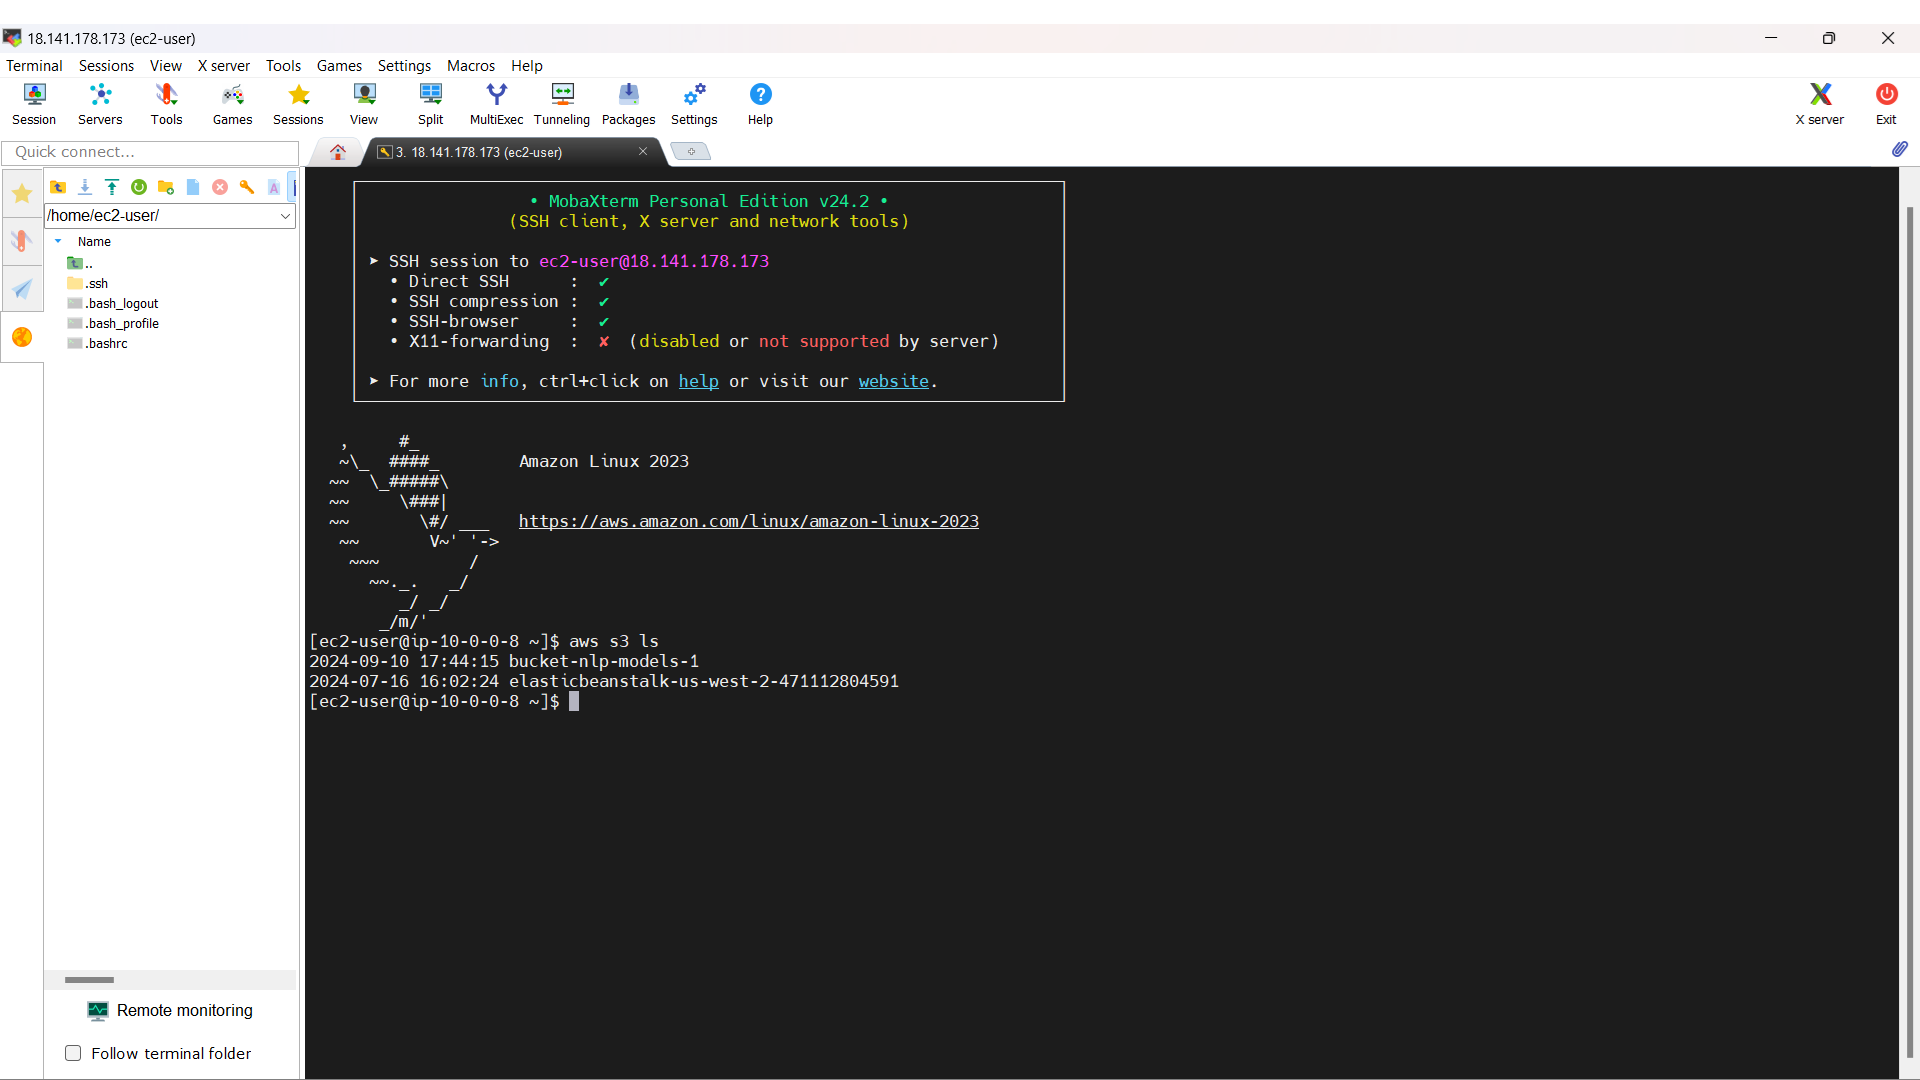 18.141.178.173 (ec2-user)
Terminal Sessions View X server Tools Games Settings Macros Help
Session Servers Tools Games Sessions View Split MultiExec Tunneling Packages Settings Help X server Exit
Quick connect...
3. 18.141.178.173 (ec2-user)
/home/ec2-user/
Name
..
.ssh
.bash_logout
.bash_profile
.bashrc
Remote monitoring
Follow terminal folder
• MobaXterm Personal Edition v24.2 •
(SSH client, X server and network tools)
➤ SSH session to ec2-user@18.141.178.173
• Direct SSH : ✔
• SSH compression : ✔
• SSH-browser : ✔
• X11-forwarding : ✘ (disabled or not supported by server)
➤ For more info, ctrl+click on help or visit our website.
   ,     #_
   ~\_  ####_        Amazon Linux 2023
  ~~  \_#####\
  ~~     \###|
  ~~       \#/ ___   https://aws.amazon.com/linux/amazon-linux-2023
   ~~       V~' '->
    ~~~         /
      ~~._.   _/
         _/ _/
       _/m/'
[ec2-user@ip-10-0-0-8 ~]$ aws s3 ls
2024-09-10 17:44:15 bucket-nlp-models-1
2024-07-16 16:02:24 elasticbeanstalk-us-west-2-471112804591
[ec2-user@ip-10-0-0-8 ~]$